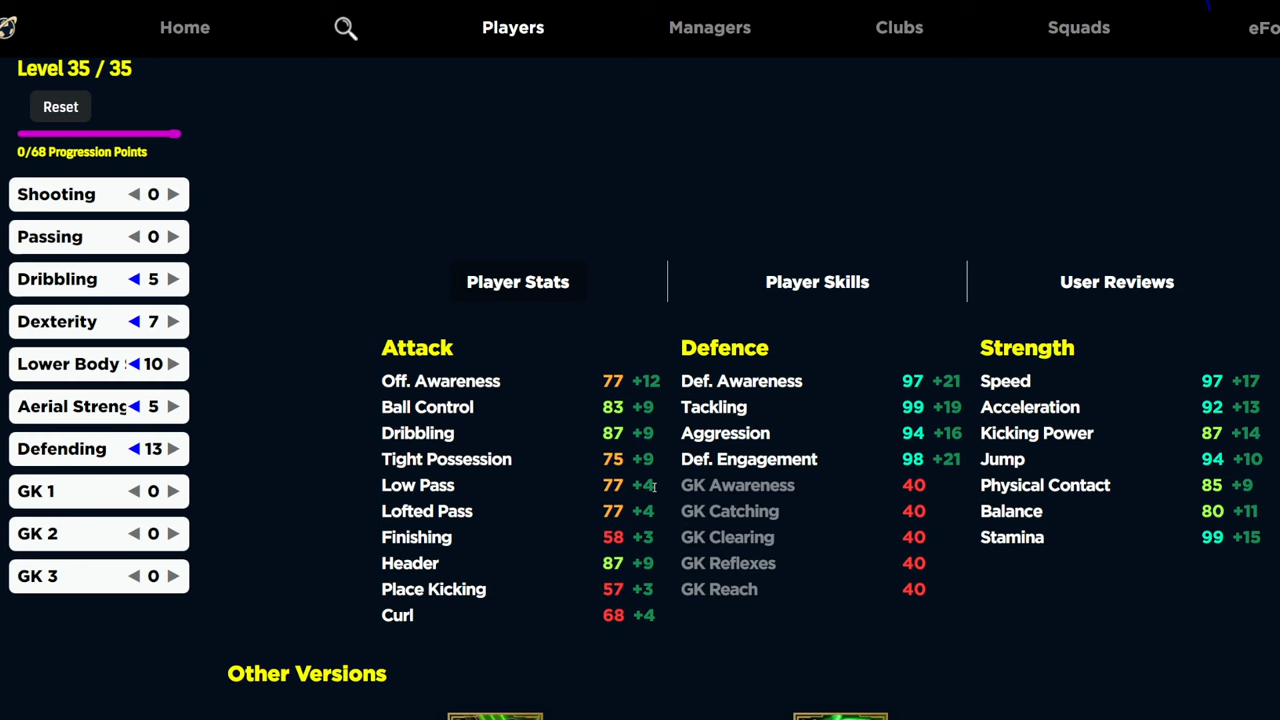 Home Players Managers Clubs Squads eFo
Level 35 / 35
Reset
0/68 Progression Points
Shooting 0
Passing 0
Dribbling 5
Dexterity 7
Lower Body 10
Aerial Streng 5
Defending 13
GK 1 0
GK 2 0
GK 3 0
Player Stats Player Skills User Reviews
Attack
Off. Awareness 77 +12
Ball Control 83 +9
Dribbling 87 +9
Tight Possession 75 +9
Low Pass 77 +4
Lofted Pass 77 +4
Finishing 58 +3
Header 87 +9
Place Kicking 57 +3
Curl 68 +4
Defence
Def. Awareness 97 +21
Tackling 99 +19
Aggression 94 +16
Def. Engagement 98 +21
GK Awareness 40
GK Catching 40
GK Clearing 40
GK Reflexes 40
GK Reach 40
Strength
Speed 97 +17
Acceleration 92 +13
Kicking Power 87 +14
Jump 94 +10
Physical Contact 85 +9
Balance 80 +11
Stamina 99 +15
Other Versions